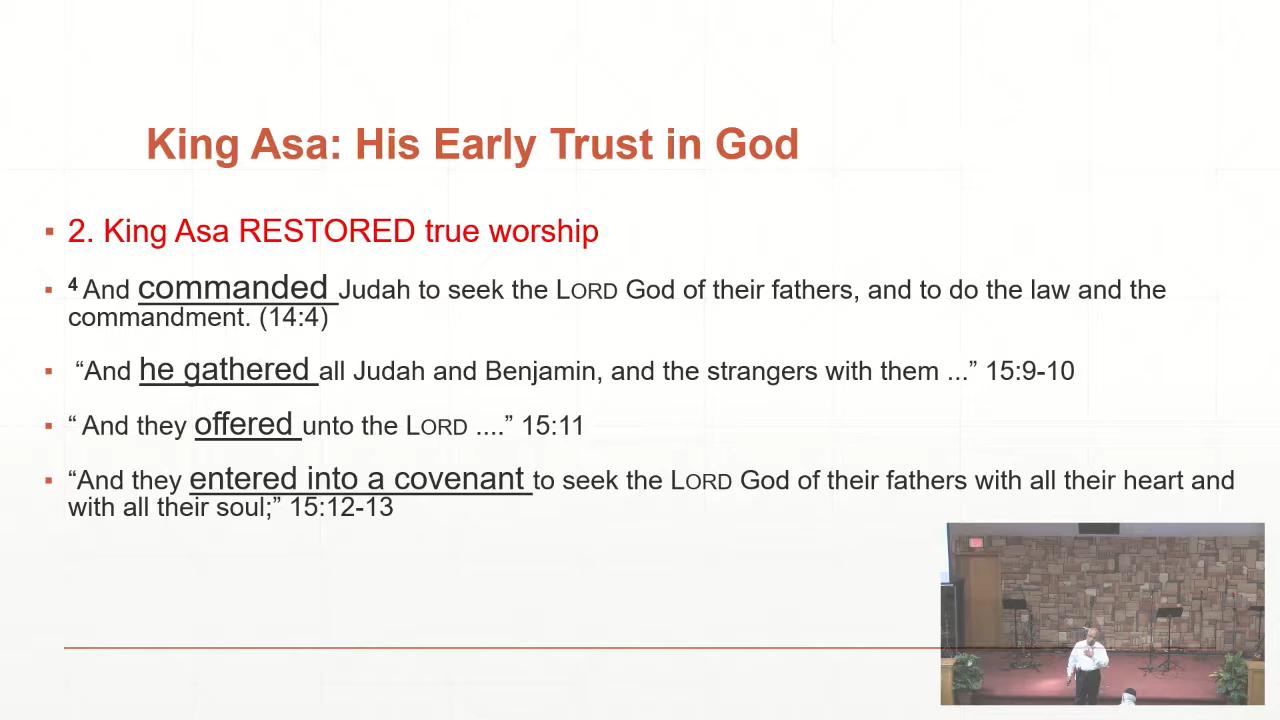 King Asa: His Early Trust in God
▪ 2. King Asa RESTORED true worship
▪ 4 And commanded Judah to seek the LORD God of their fathers, and to do the law and the
commandment. (14:4)
▪ “And he gathered all Judah and Benjamin, and the strangers with them ...” 15:9-10
▪ “ And they offered unto the LORD ....” 15:11
▪ “And they entered into a covenant to seek the LORD God of their fathers with all their heart and
with all their soul;” 15:12-13